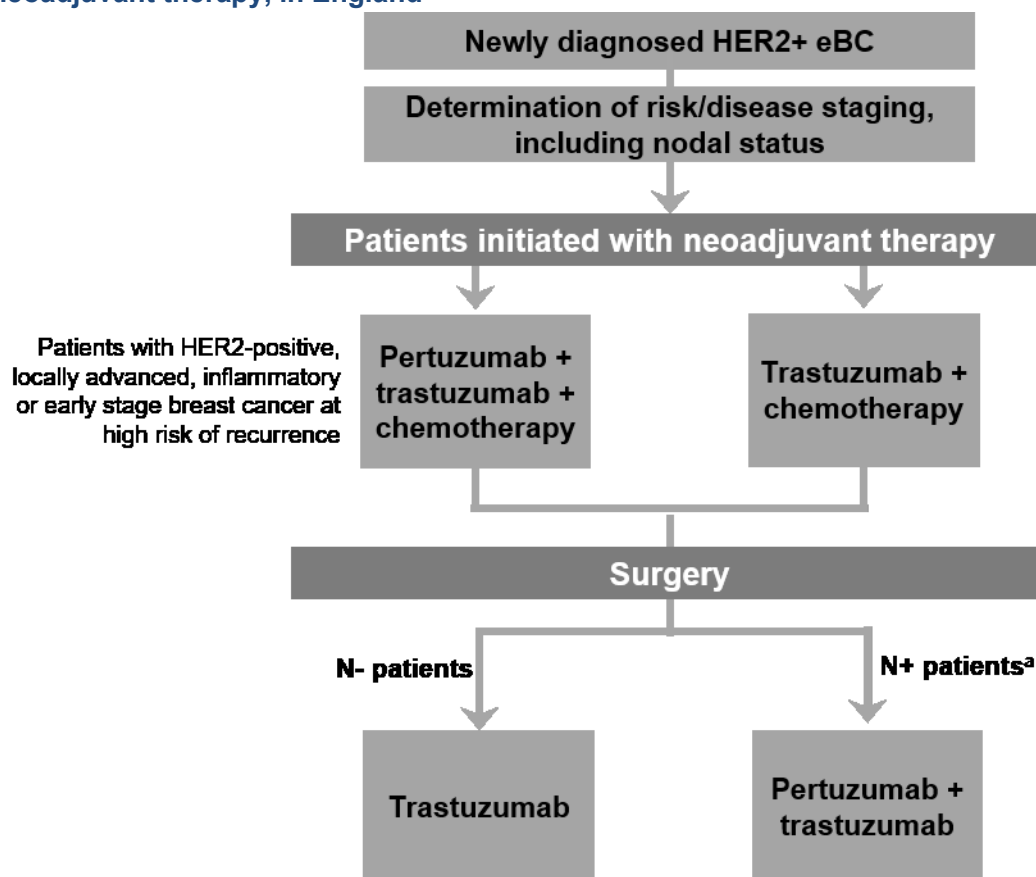 neoadjuvant therapy, in England
Newly diagnosed HER2+ eBC
Determination of risk/disease staging,
including nodal status
Patients initiated with neoadjuvant therapy
Patients with HER2-positive,
locally advanced, inflammatory
or early stage breast cancer at
high risk of recurrence
Pertuzumab +
trastuzumab +
chemotherapy
Trastuzumab +
chemotherapy
Surgery
N- patients
N+ patientsᵃ
Trastuzumab
Pertuzumab +
trastuzumab